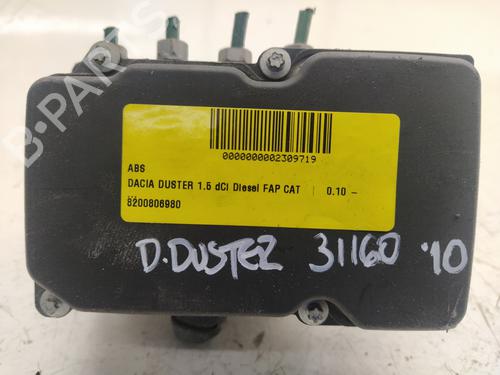 B-PARTS
0000000002309719
ABS
DACIA DUSTER 1.5 dCi Diesel FAP CAT | 0.10 -
8200806980
D.DUSTER 31160 '10